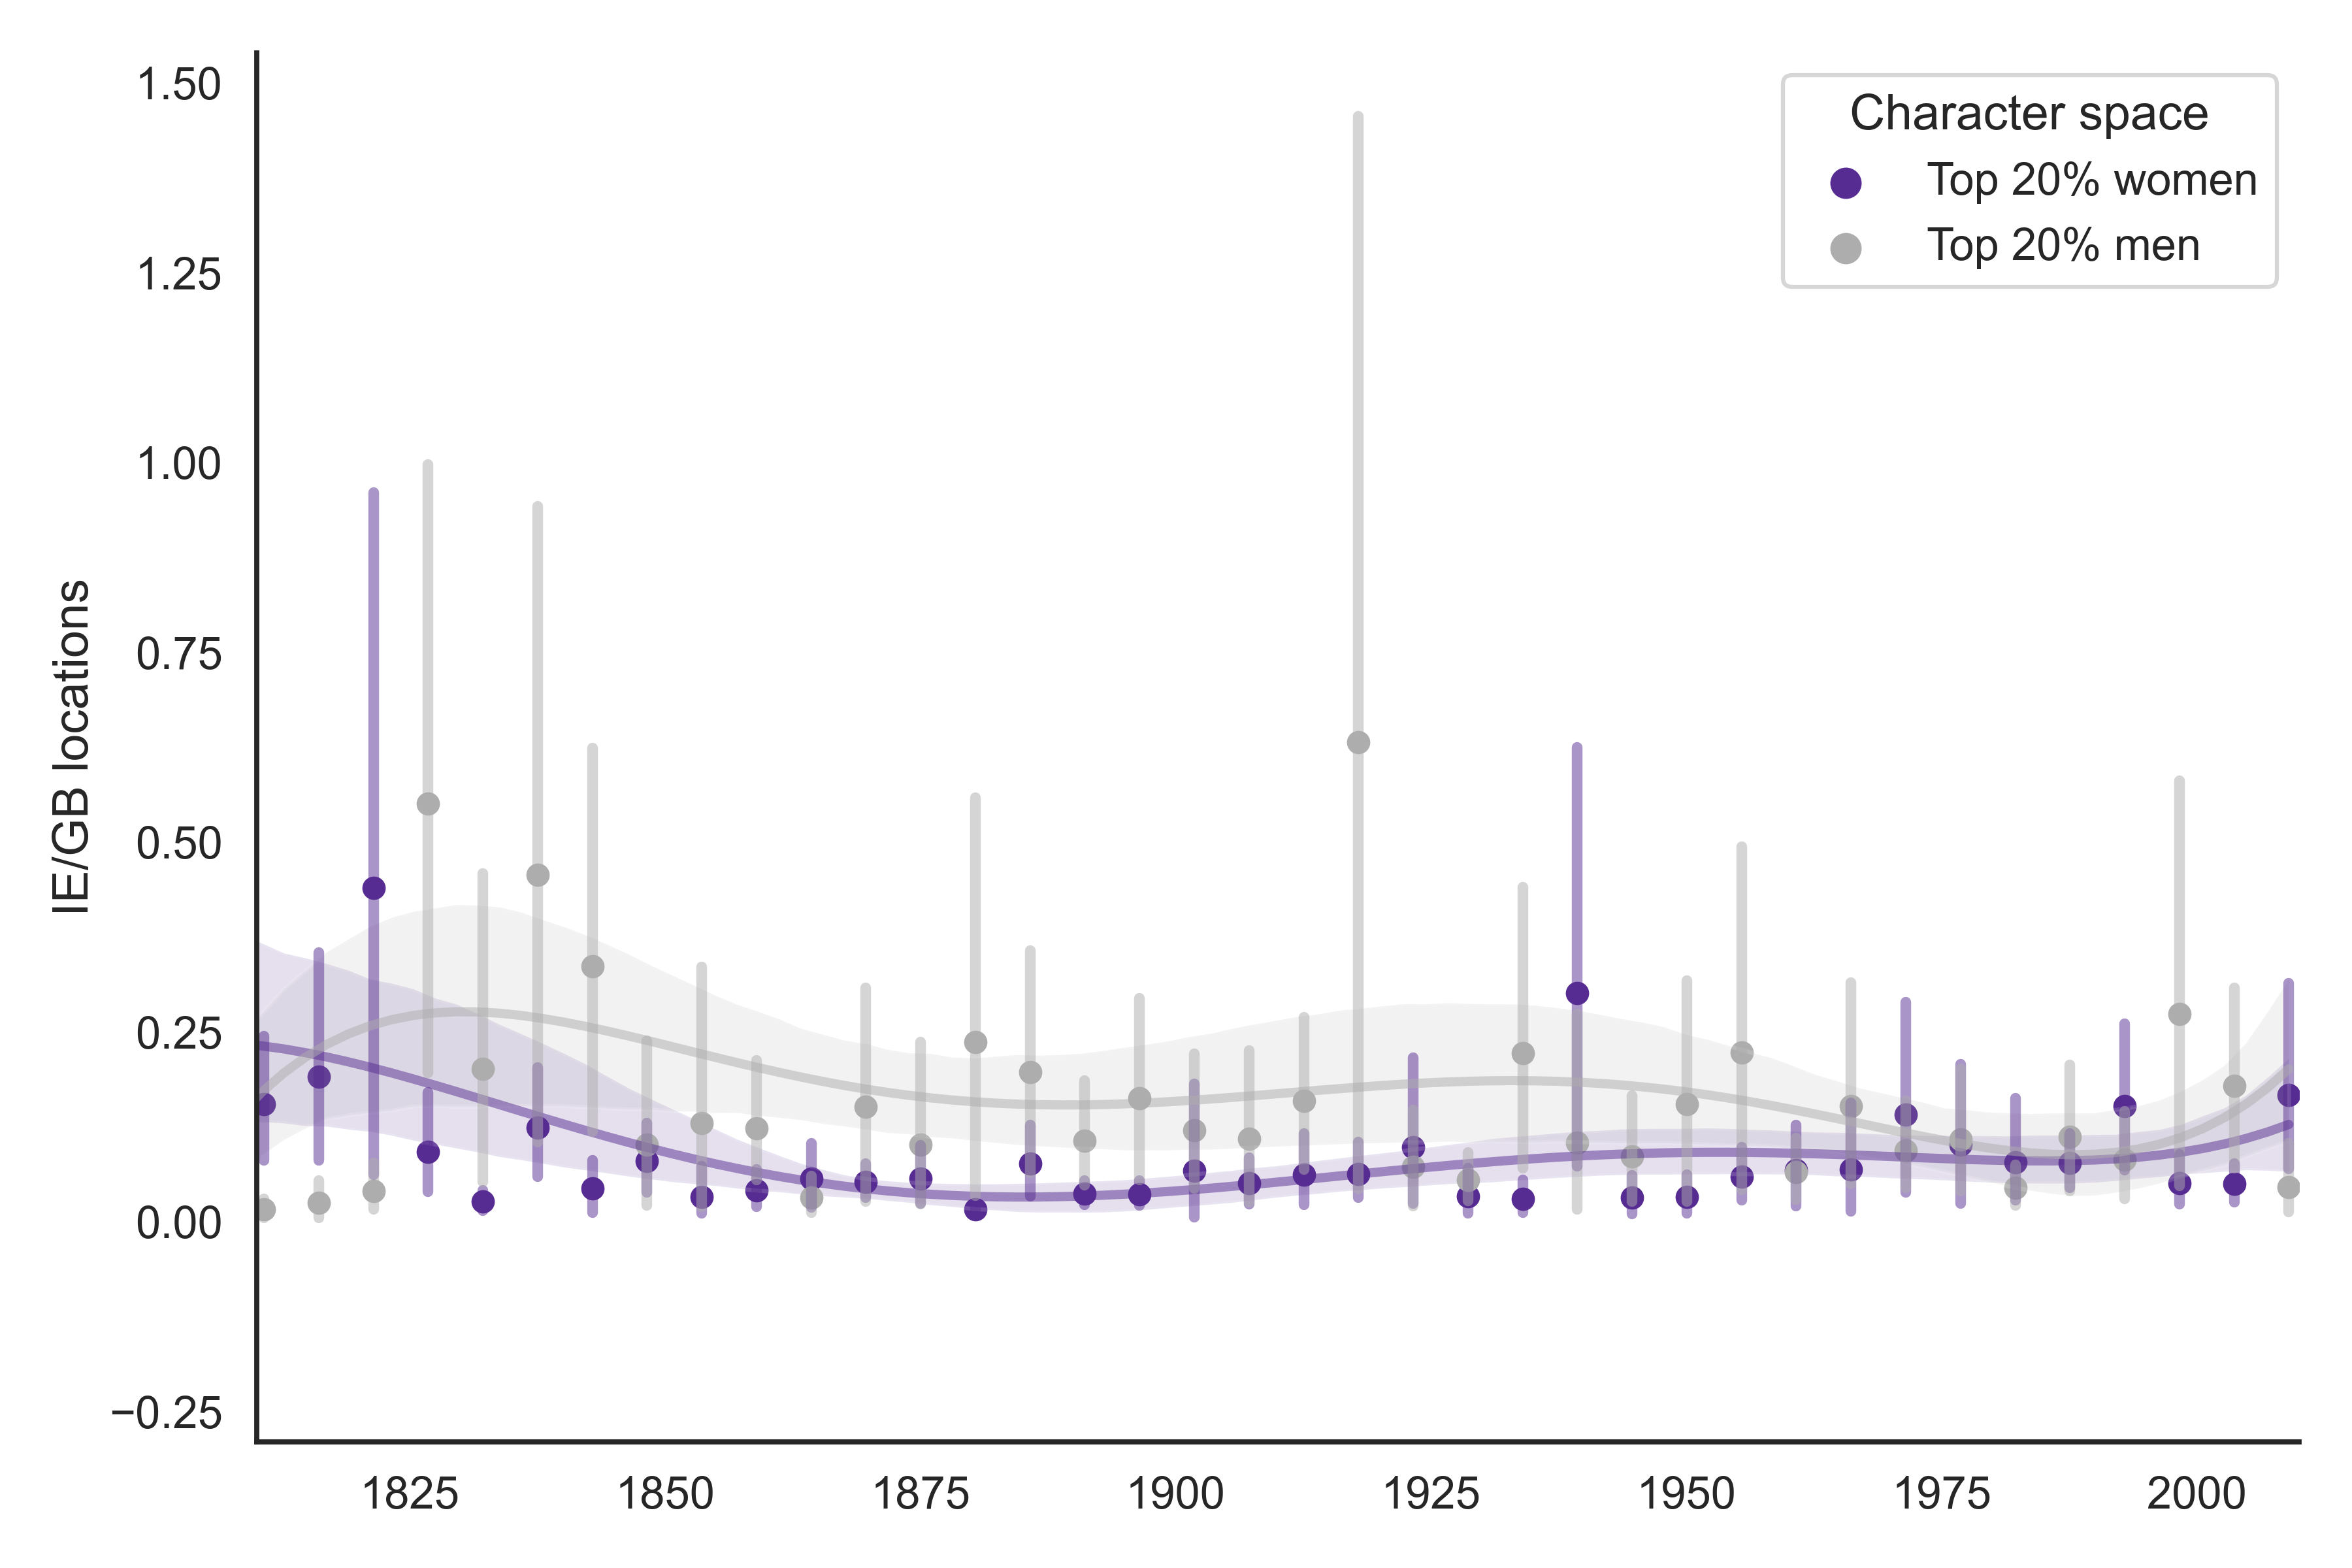 IE/GB locations
1.50
1.25
1.00
0.75
0.50
0.25
0.00
−0.25
Character space
Top 20% women
Top 20% men
1825 1850 1875 1900 1925 1950 1975 2000